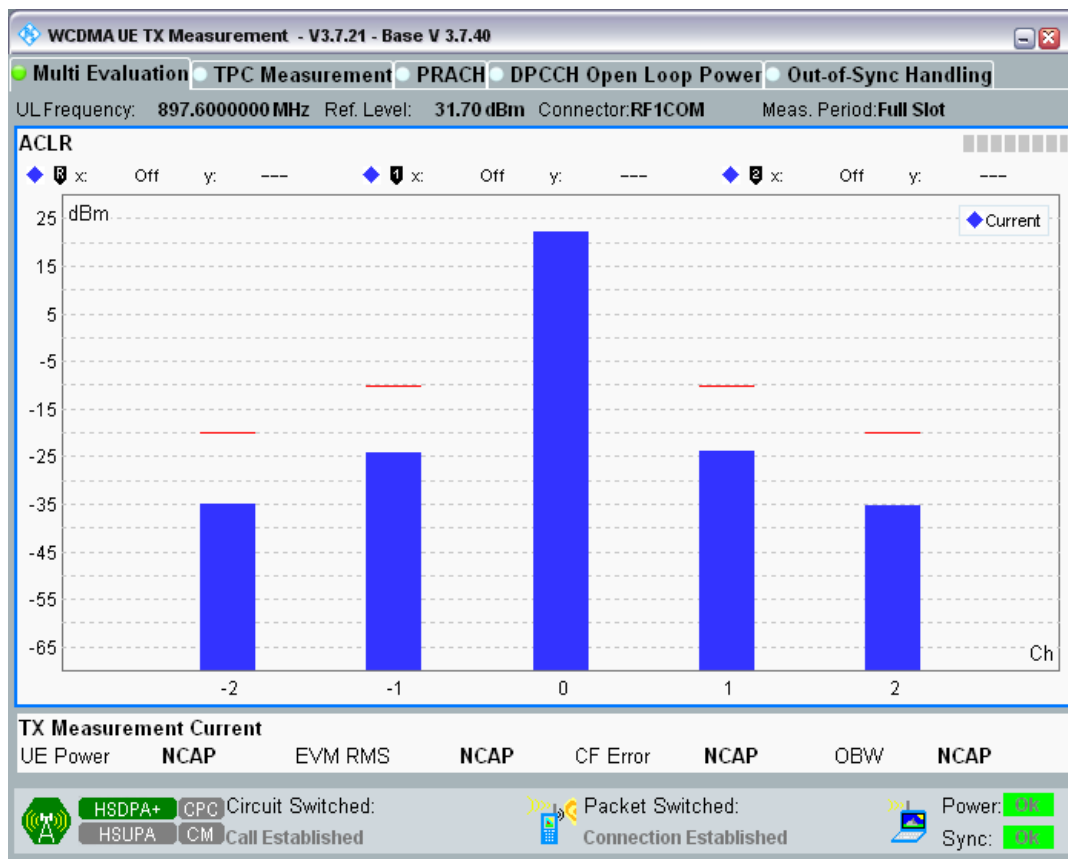 WCDMA UE TX Measurement - V3.7.21 - Base V 3.7.40
Multi Evaluation TPC Measurement PRACH DPCCH Open Loop Power Out-of-Sync Handling
UL Frequency: 897.6000000 MHz Ref. Level: 31.70 dBm Connector:RF1COM Meas. Period:Full Slot
ACLR
R x: Off y: --- 1 x: Off y: --- 2 x: Off y: ---
dBm
Current
25
15
5
-5
-15
-25
-35
-45
-55
-65
Ch
-2 -1 0 1 2
TX Measurement Current
UE Power NCAP EVM RMS NCAP CF Error NCAP OBW NCAP
HSDPA+ CPC Circuit Switched: Packet Switched: Power: OK
HSUPA CM Call Established Connection Established Sync: OK